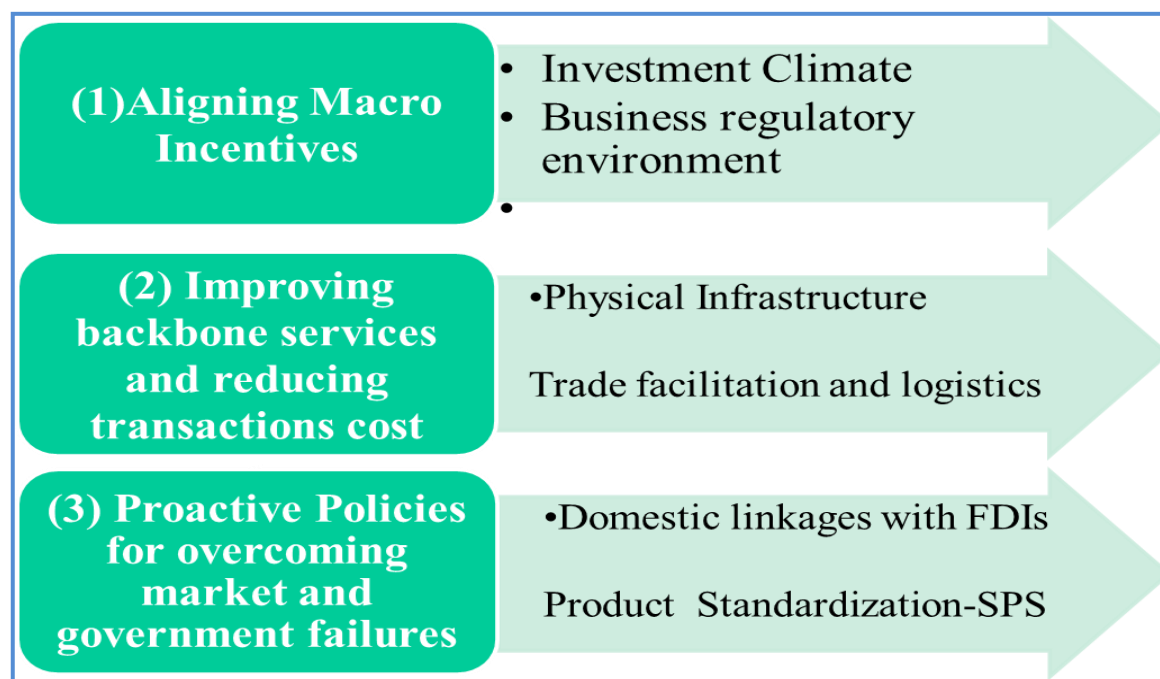 (1)Aligning Macro
Incentives
• Investment Climate
• Business regulatory
environment
•
(2) Improving
backbone services
and reducing
transactions cost
•Physical Infrastructure
Trade facilitation and logistics
(3) Proactive Policies
for overcoming
market and
government failures
•Domestic linkages with FDIs
Product Standardization-SPS